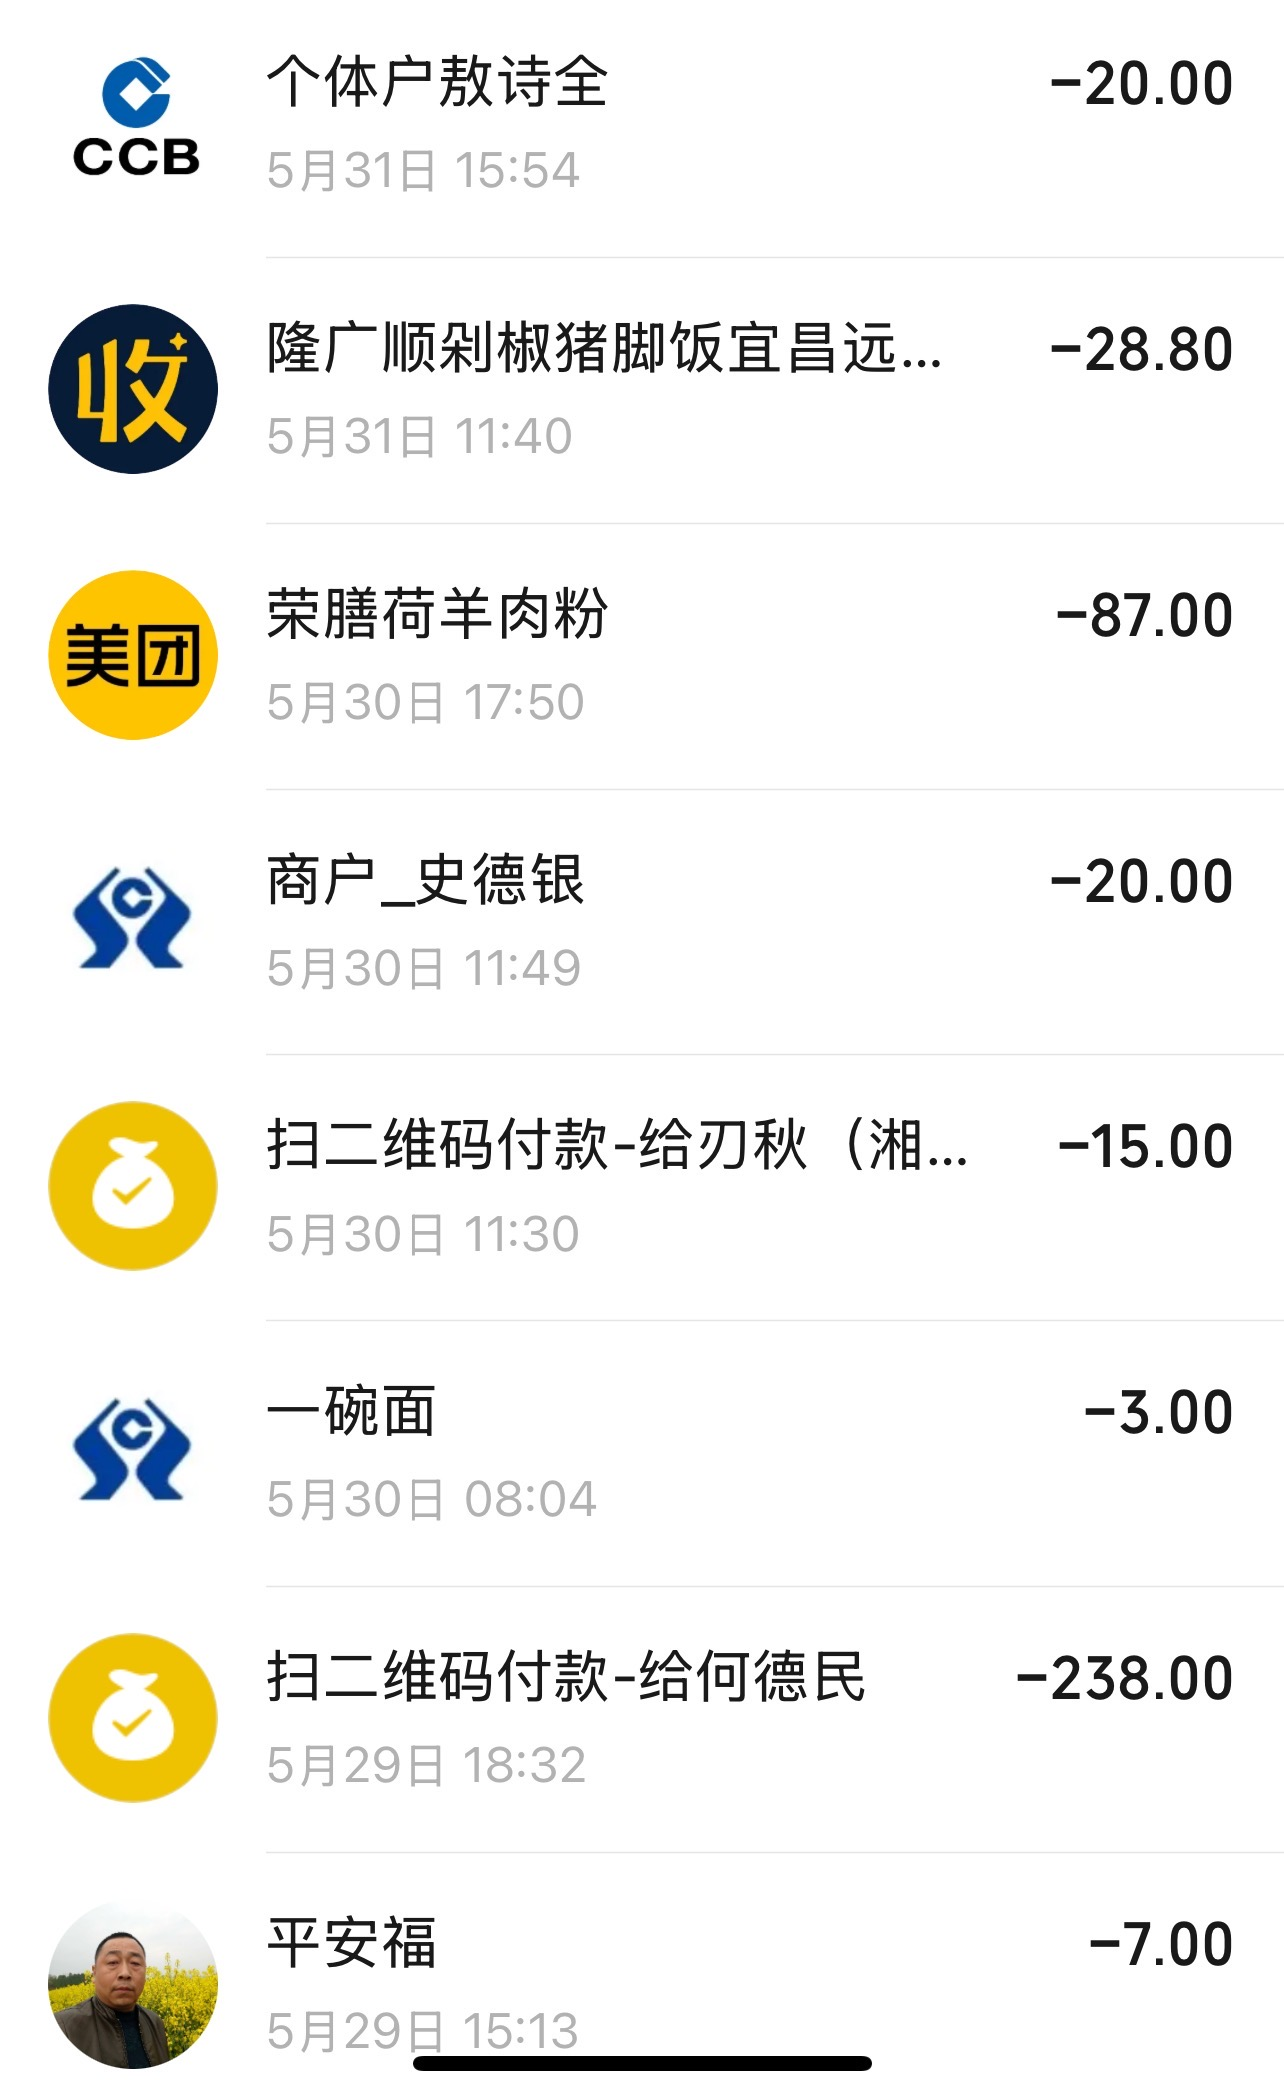 CCB
个体户敖诗全
-20.00
5月31日 15:54
收
隆广顺剁椒猪脚饭宜昌远...
-28.80
5月31日 11:40
美团
荣膳荷羊肉粉
-87.00
5月30日 17:50
商户_史德银
-20.00
5月30日 11:49
扫二维码付款-给刃秋（湘...
-15.00
5月30日 11:30
一碗面
-3.00
5月30日 08:04
扫二维码付款-给何德民
-238.00
5月29日 18:32
平安福
-7.00
5月29日 15:13